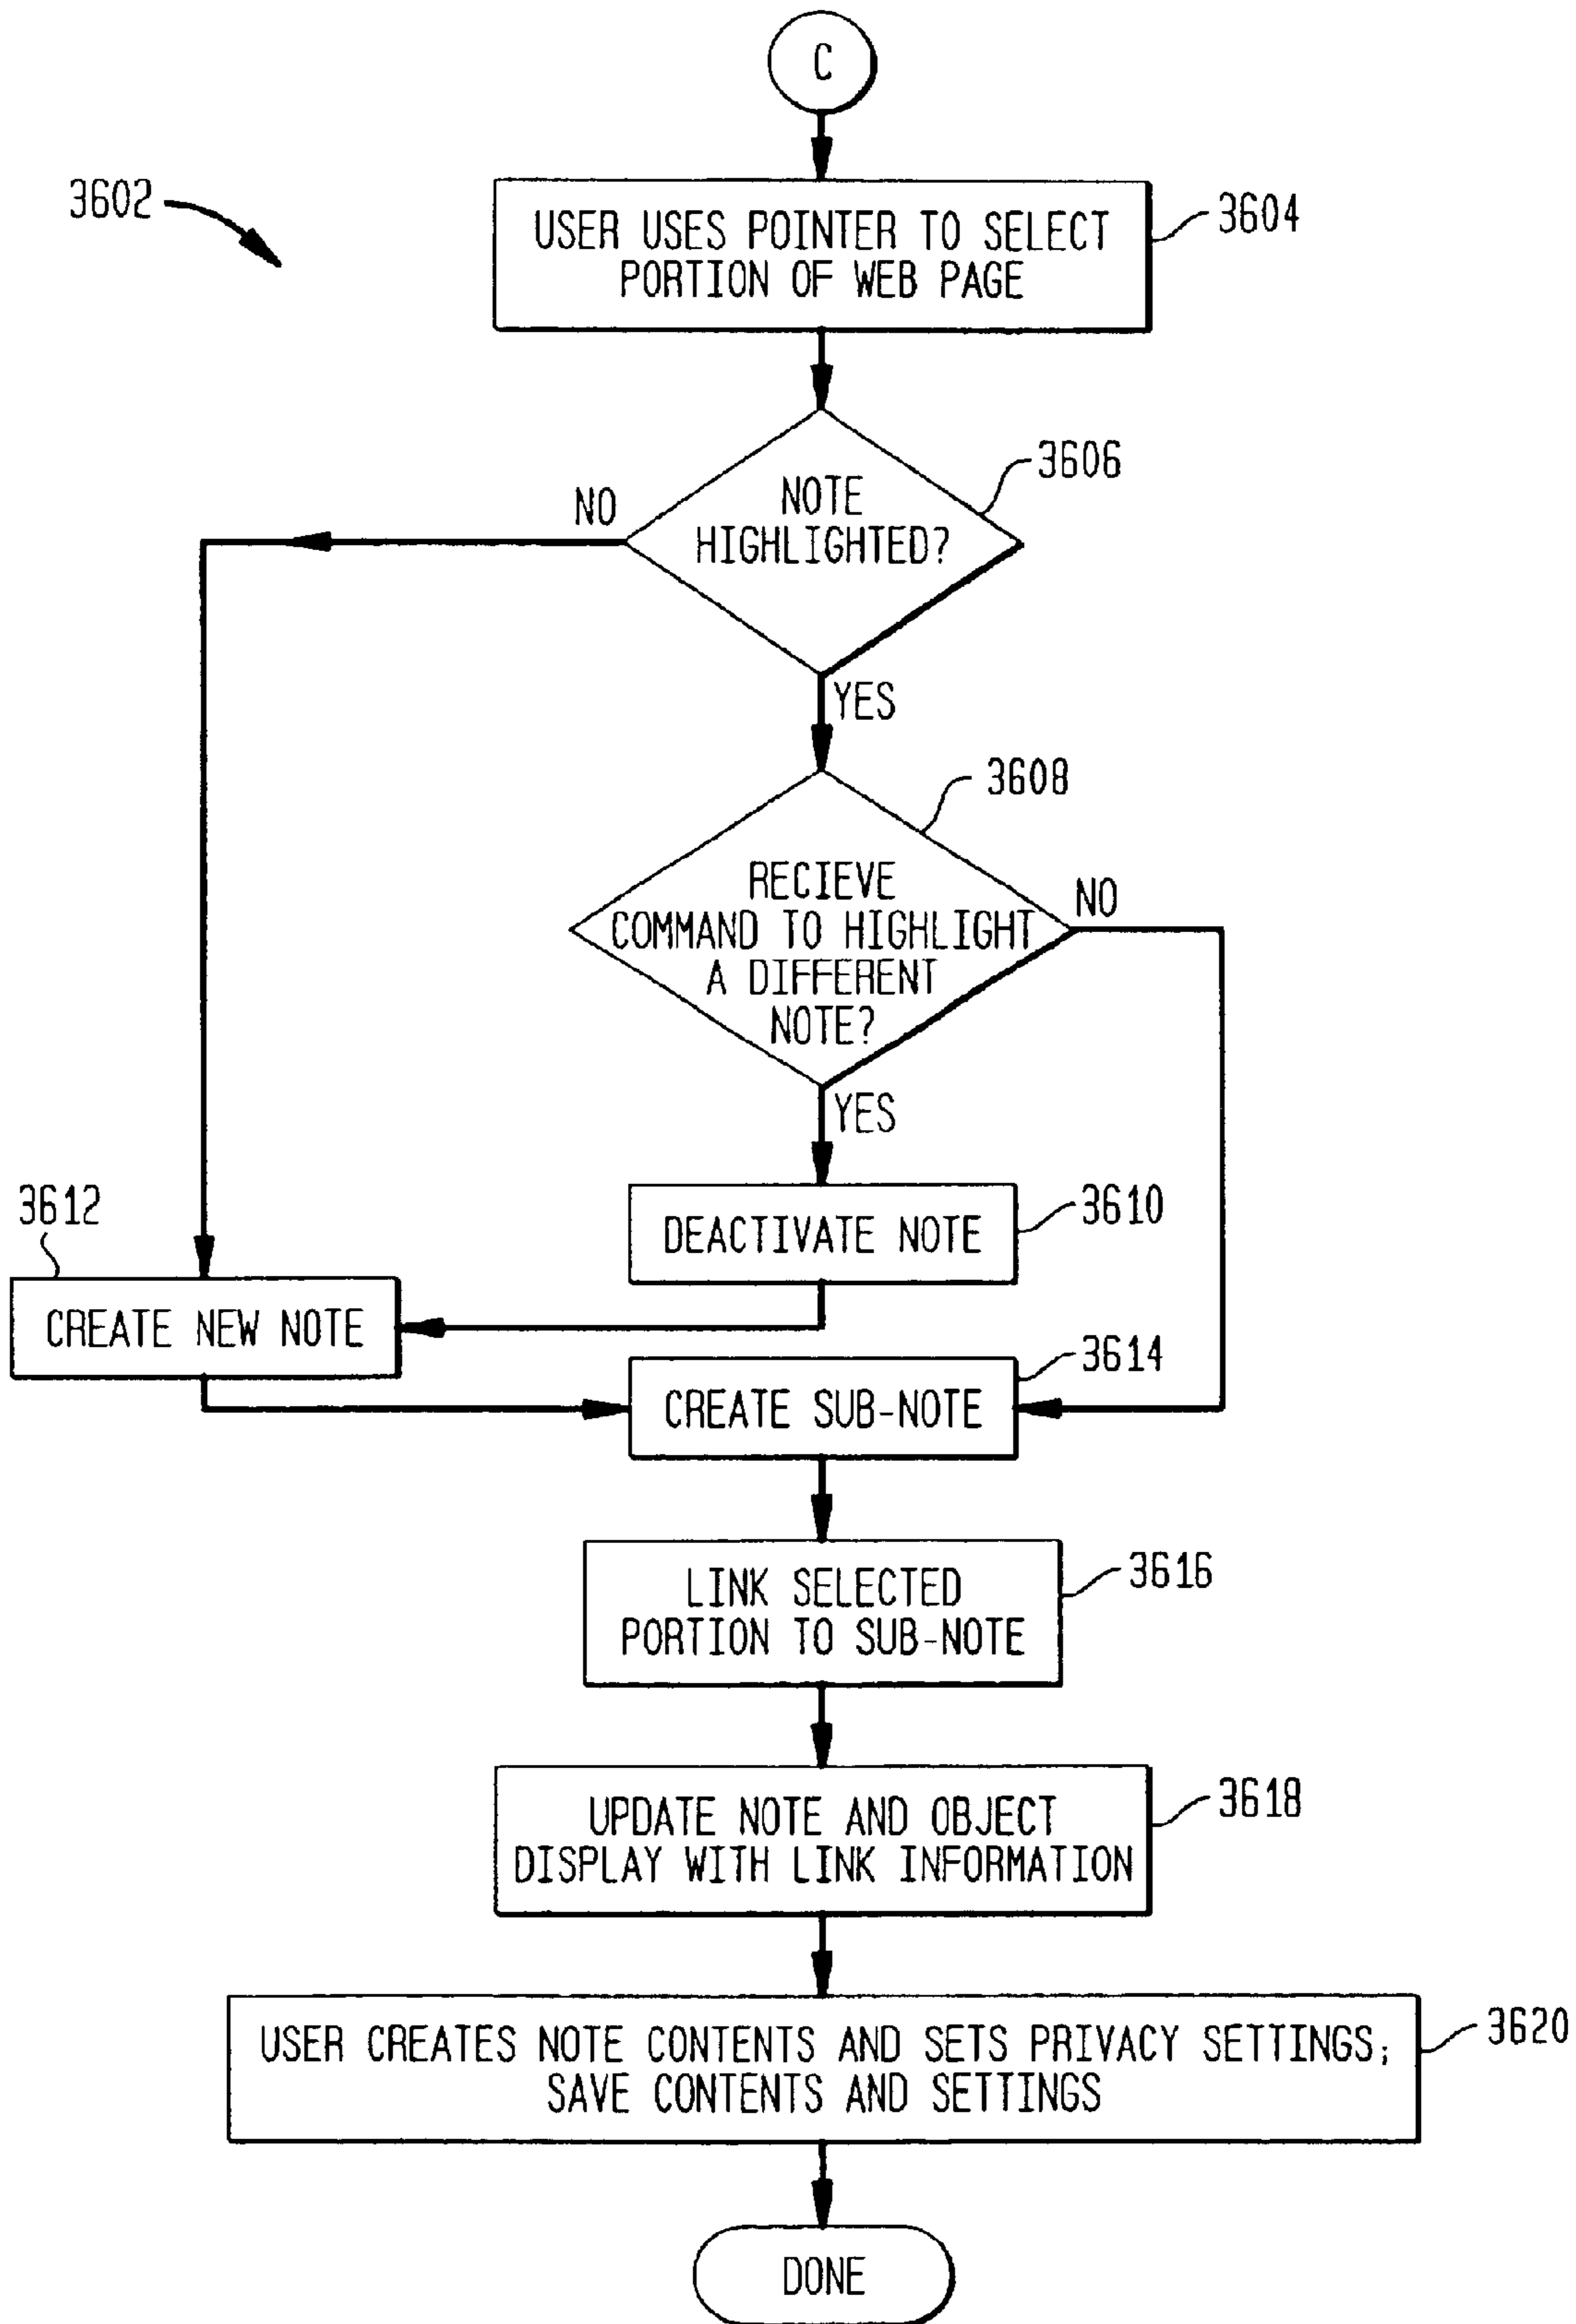 C
3602
3604
USER USES POINTER TO SELECT
PORTION OF WEB PAGE
3606
NO
NOTE
HIGHLIGHTED?
YES
3608
RECIEVE
COMMAND TO HIGHLIGHT
A DIFFERENT
NOTE?
NO
YES
3610
DEACTIVATE NOTE
3612
CREATE NEW NOTE
3614
CREATE SUB-NOTE
3616
LINK SELECTED
PORTION TO SUB-NOTE
3618
UPDATE NOTE AND OBJECT
DISPLAY WITH LINK INFORMATION
3620
USER CREATES NOTE CONTENTS AND SETS PRIVACY SETTINGS;
SAVE CONTENTS AND SETTINGS
DONE